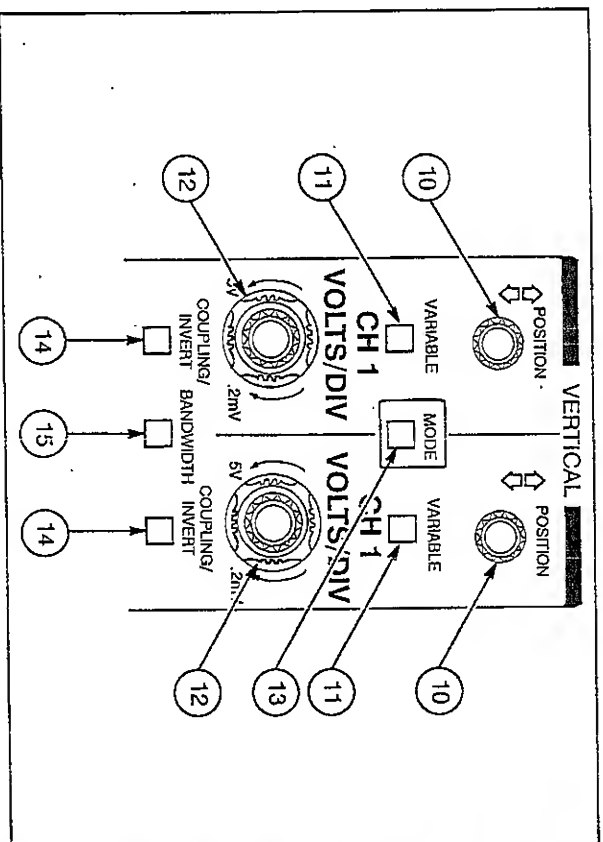 VERTICAL
POSITION
POSITION
10
10
VARIABLE
MODE
VARIABLE
11
11
13
CH 1
VOLTS/DIV
CH 1
VOLTS/DIV
12
12
5V
.2mV
5V
COUPLING/
INVERT
BANDWIDTH
COUPLING/
INVERT
14
15
14